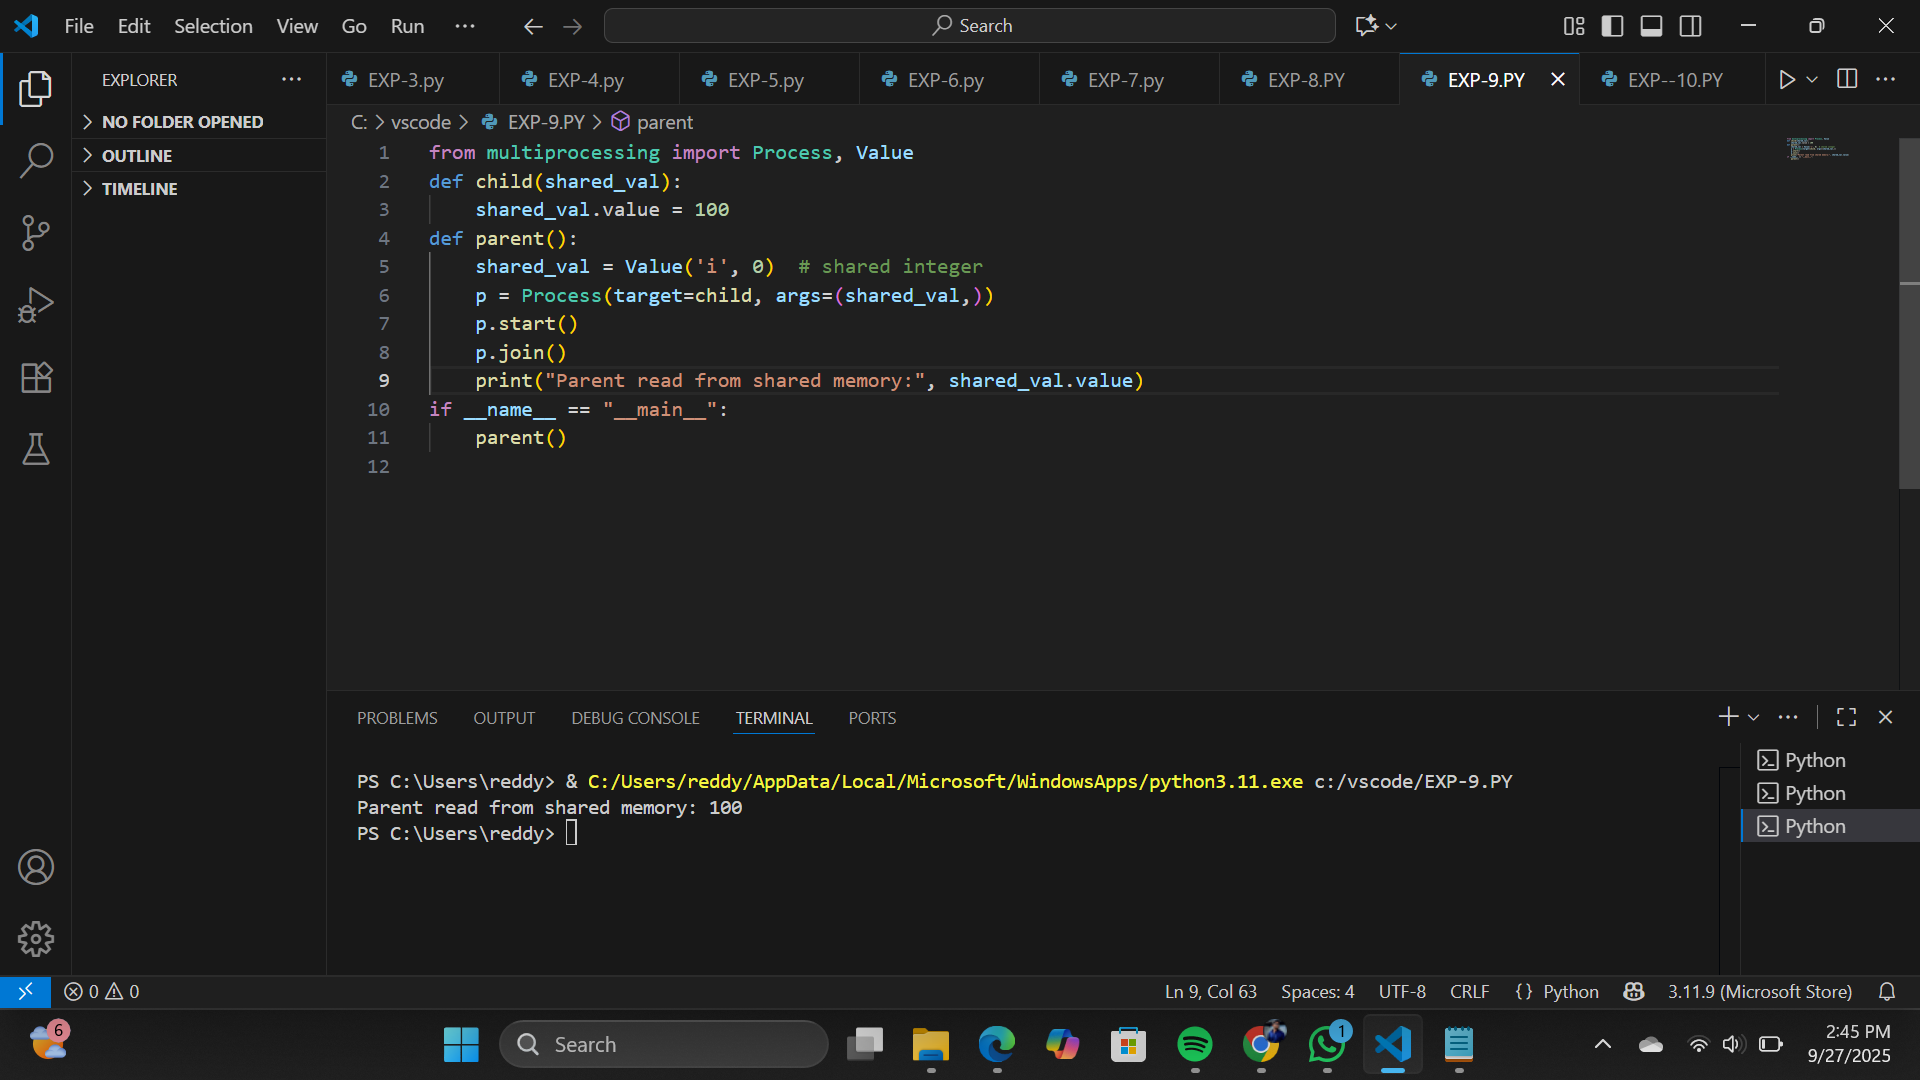 File Edit Selection View Go Run ··· Search
EXPLORER ···
NO FOLDER OPENED
OUTLINE
TIMELINE
EXP-3.py EXP-4.py EXP-5.py EXP-6.py EXP-7.py EXP-8.PY EXP-9.PY EXP--10.PY
C: > vscode > EXP-9.PY > parent
1 from multiprocessing import Process, Value
2 def child(shared_val):
3     shared_val.value = 100
4 def parent():
5     shared_val = Value('i', 0)  # shared integer
6     p = Process(target=child, args=(shared_val,))
7     p.start()
8     p.join()
9     print("Parent read from shared memory:", shared_val.value)
10 if __name__ == "__main__":
11     parent()
12
PROBLEMS OUTPUT DEBUG CONSOLE TERMINAL PORTS
PS C:\Users\reddy> & C:/Users/reddy/AppData/Local/Microsoft/WindowsApps/python3.11.exe c:/vscode/EXP-9.PY
Parent read from shared memory: 100
PS C:\Users\reddy>
Python
Python
Python
0 0 Ln 9, Col 63 Spaces: 4 UTF-8 CRLF {} Python 3.11.9 (Microsoft Store)
6 Search 1 2:45 PM
9/27/2025